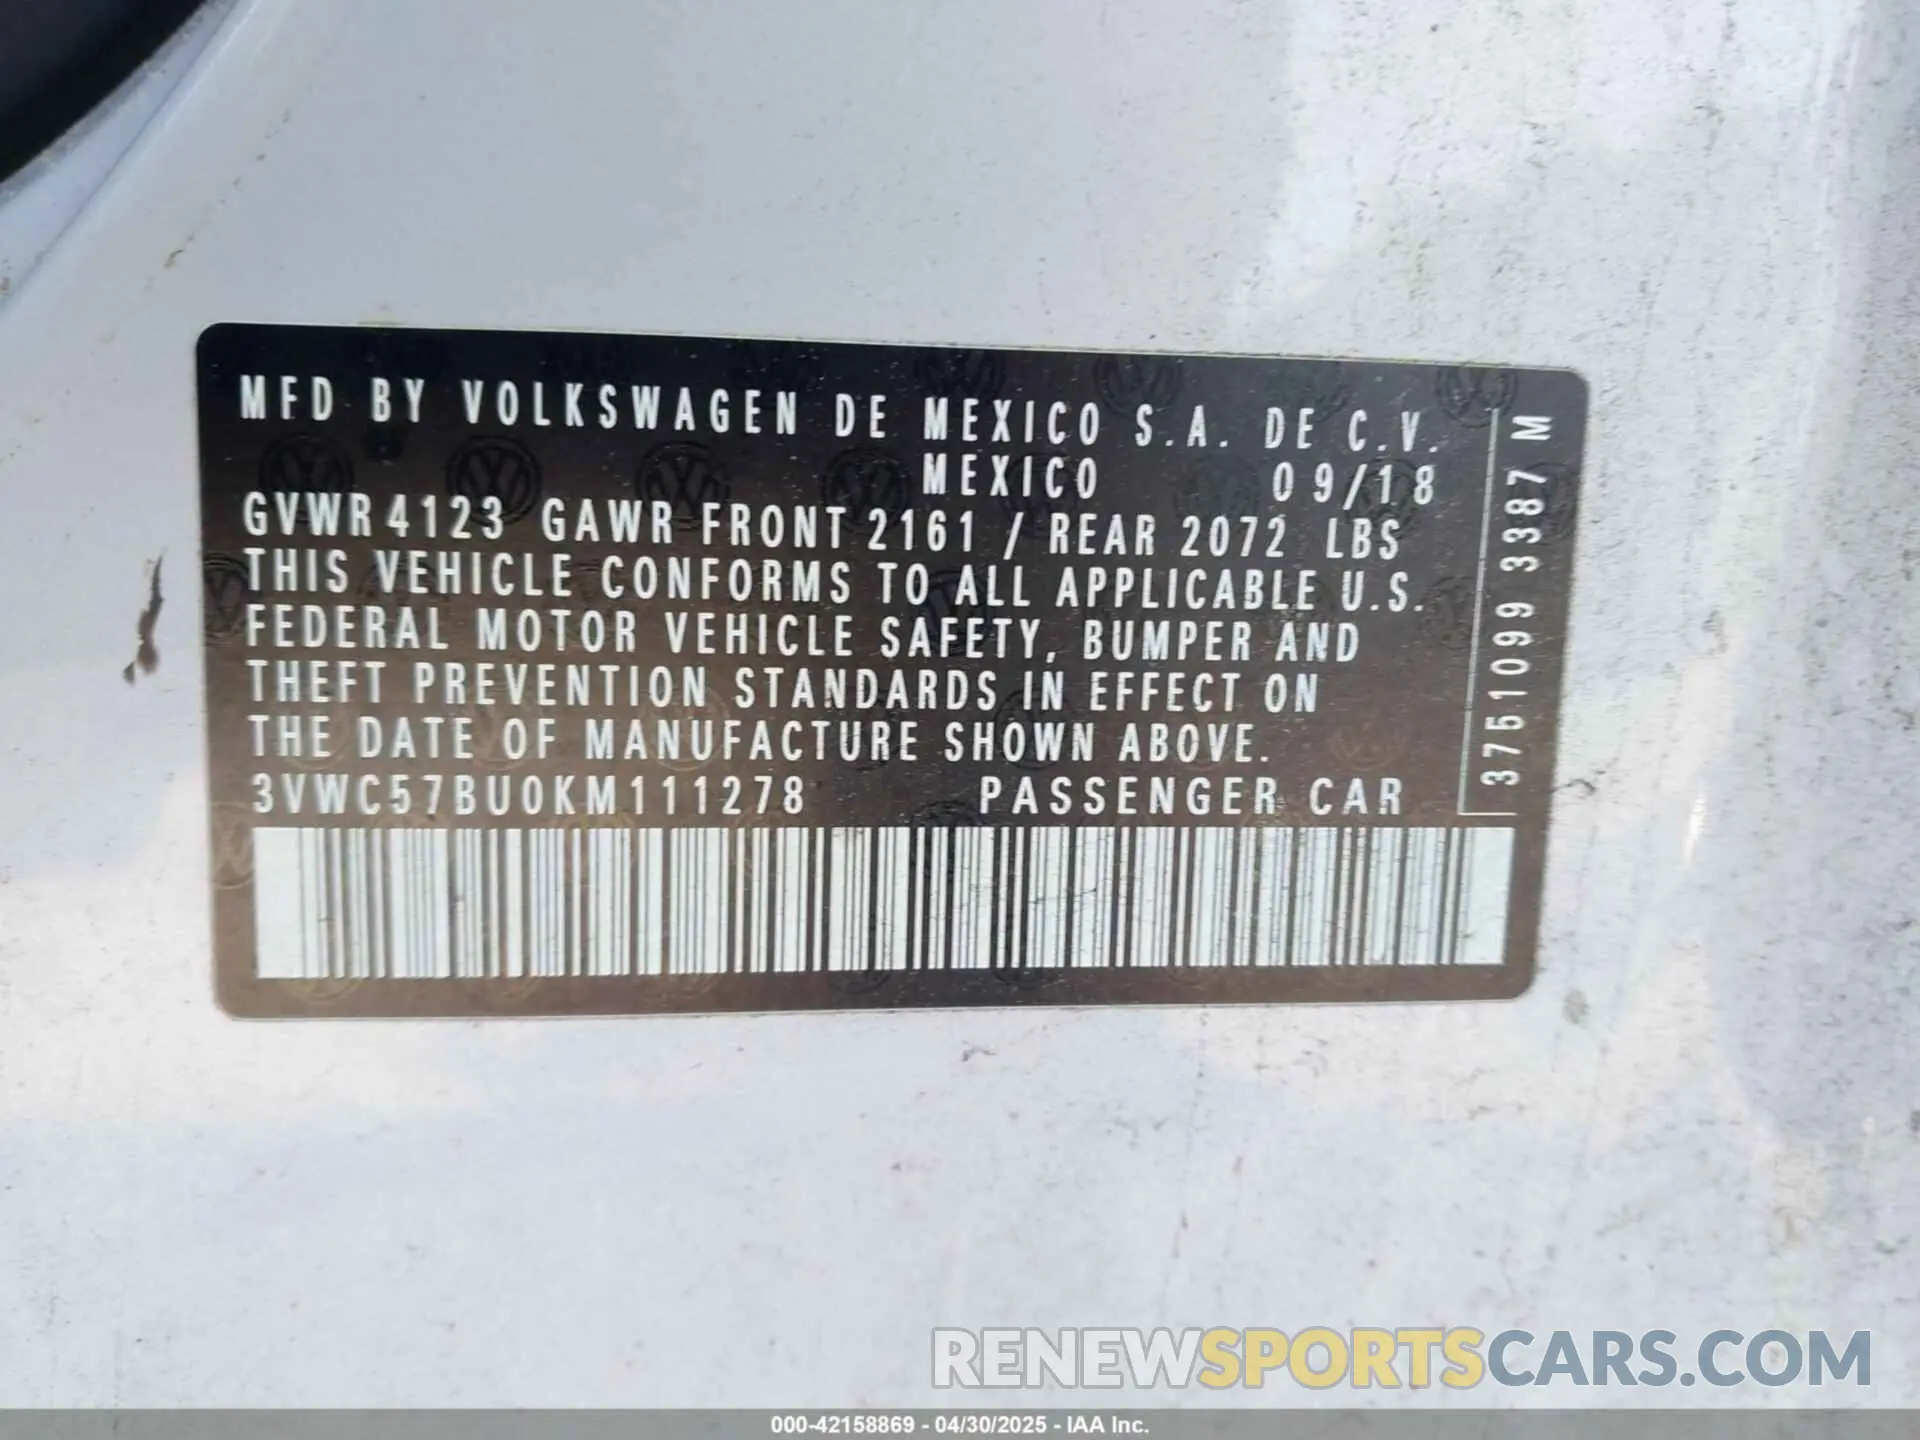 MFD BY VOLKSWAGEN DE MEXICO S.A. DE C.V.
MEXICO 09/18
GVWR 4123 GAWR FRONT 2161 / REAR 2072 LBS
THIS VEHICLE CONFORMS TO ALL APPLICABLE U.S.
FEDERAL MOTOR VEHICLE SAFETY, BUMPER AND
THEFT PREVENTION STANDARDS IN EFFECT ON
THE DATE OF MANUFACTURE SHOWN ABOVE.
3VWC57BU0KM111278 PASSENGER CAR
3751099 3387 M
RENEWSPORTSCARS.COM
000-42158869 - 04/30/2025 - IAA Inc.